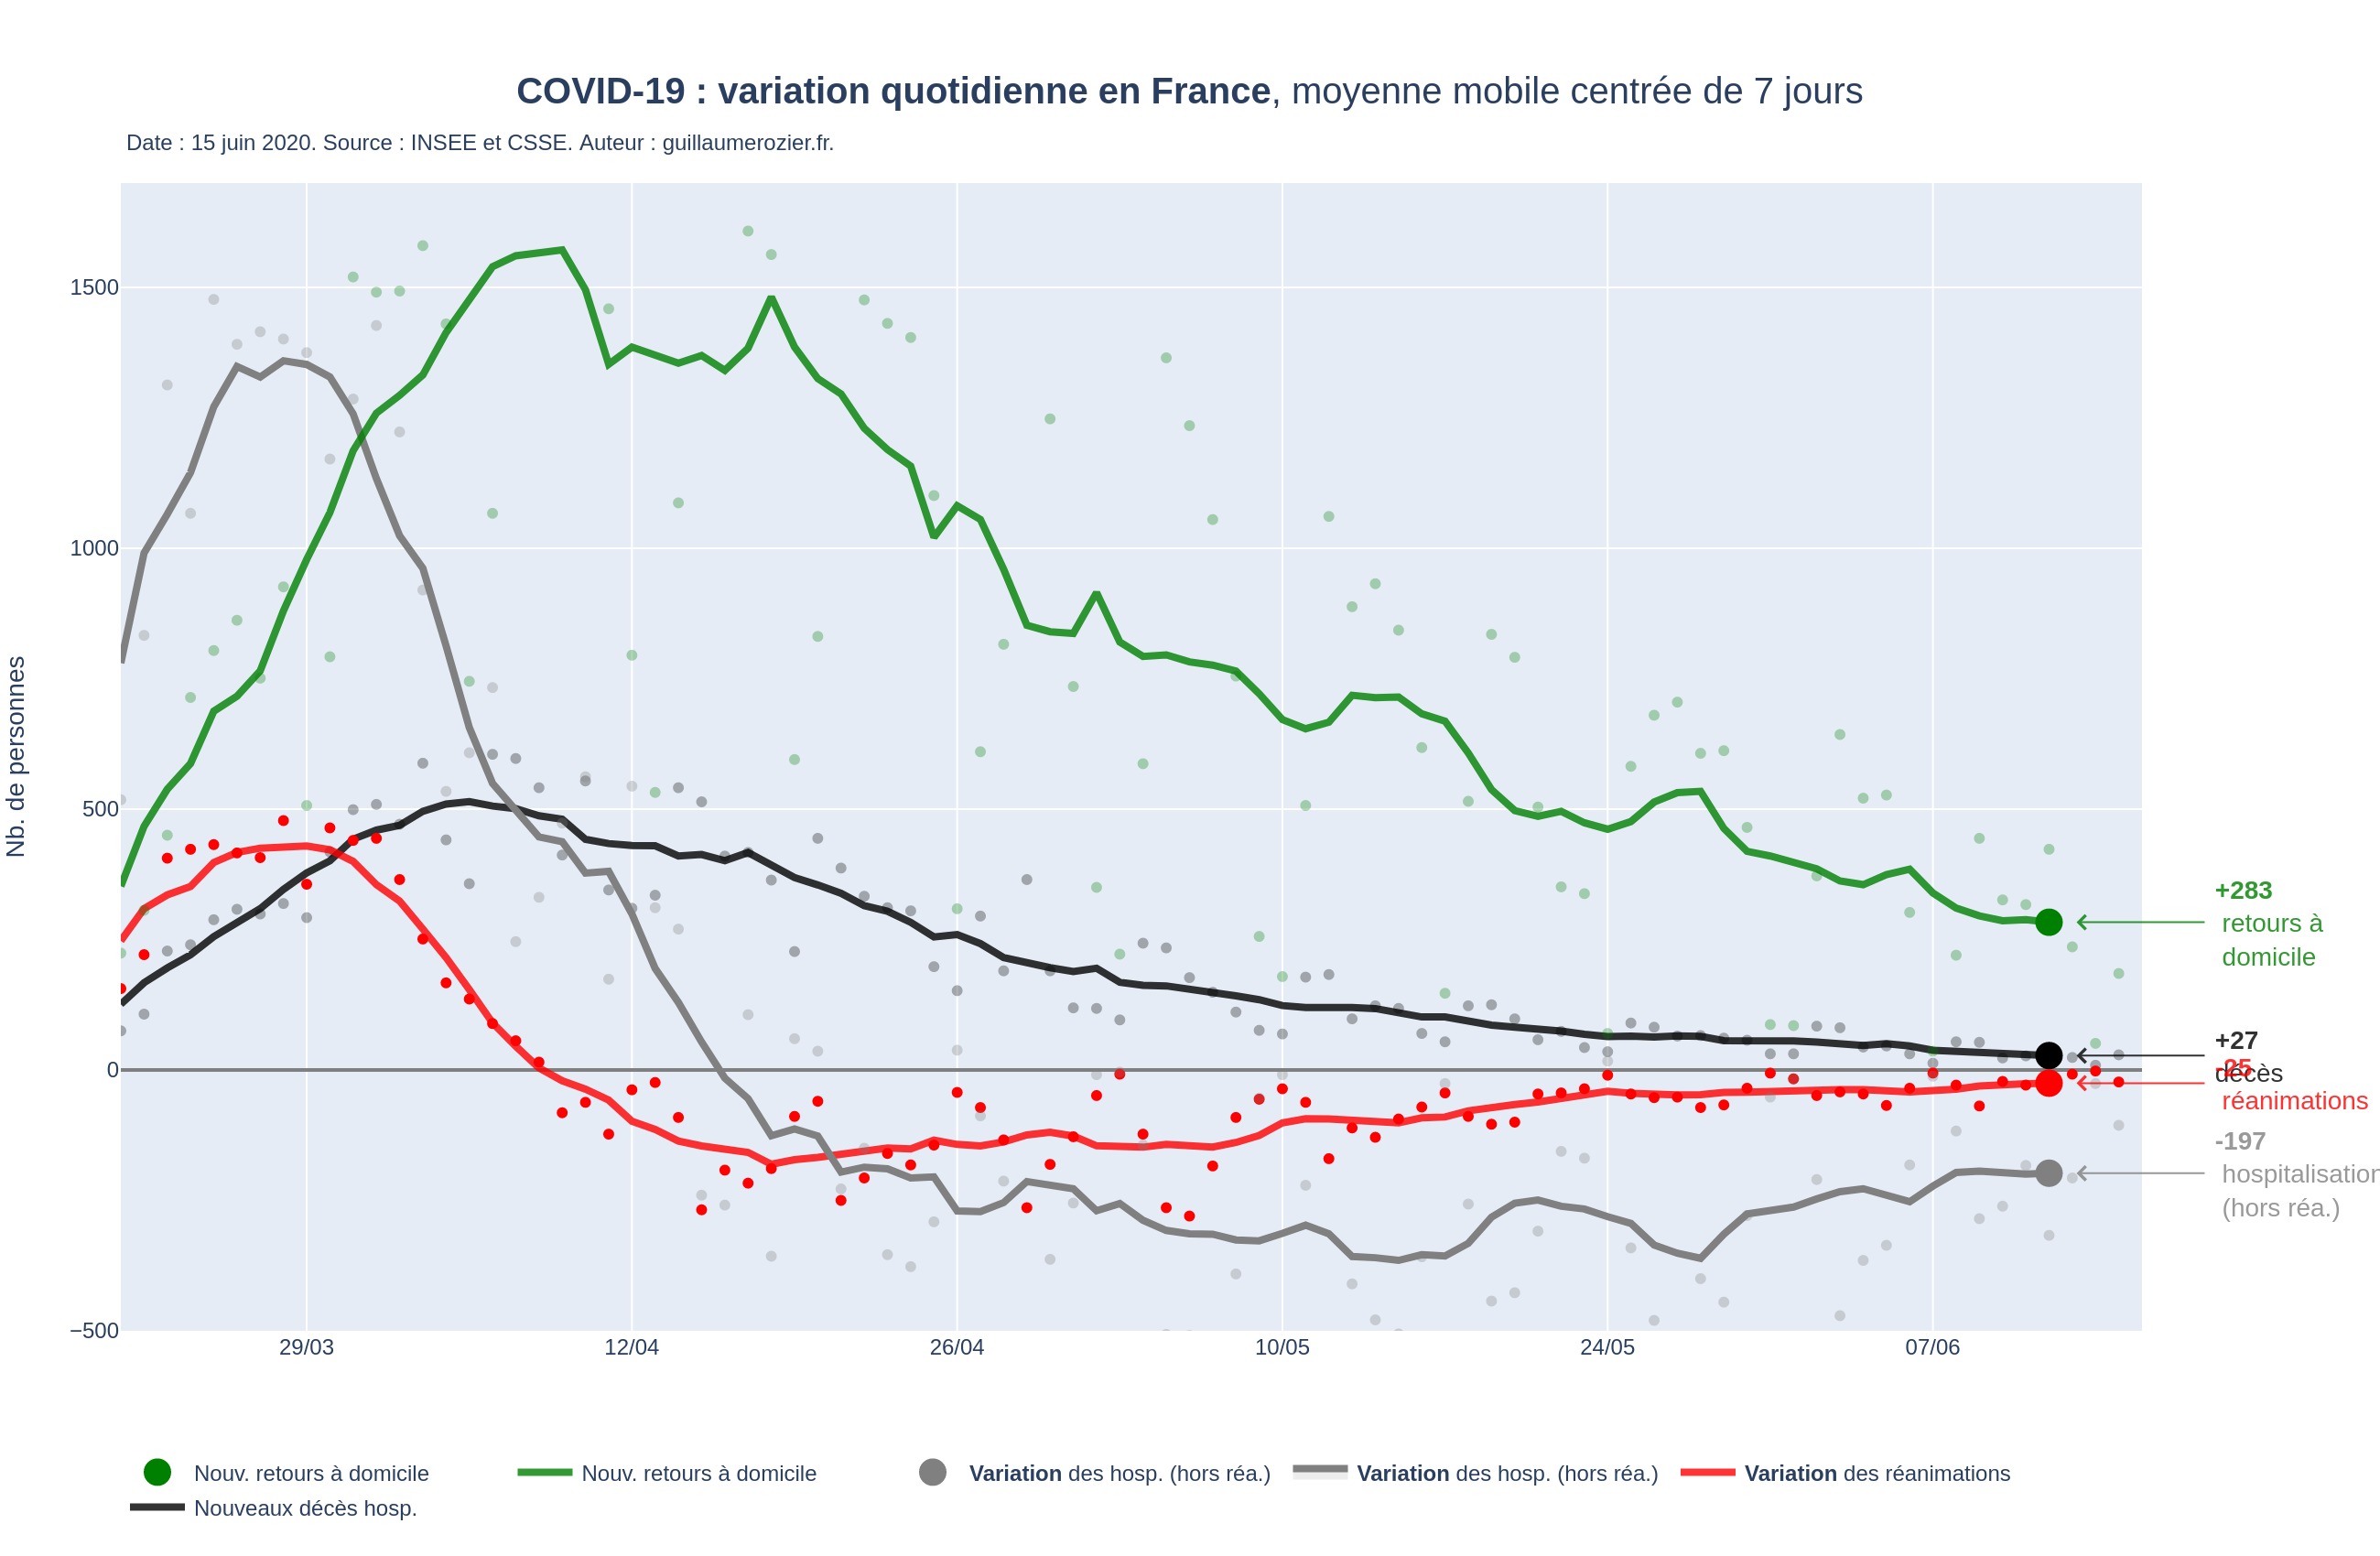 COVID-19 : variation quotidienne en France, moyenne mobile centrée de 7 jours
Date : 15 juin 2020. Source : INSEE et CSSE. Auteur : guillaumerozier.fr.
Nb. de personnes
1500
1000
500
0
−500
29/03
12/04
26/04
10/05
24/05
07/06
+283
retours à
domicile
+27
décès
-25
réanimations
-197
hospitalisation
(hors réa.)
Nouv. retours à domicile
Nouv. retours à domicile
Variation des hosp. (hors réa.)
Variation des hosp. (hors réa.)
Variation des réanimations
Nouveaux décès hosp.